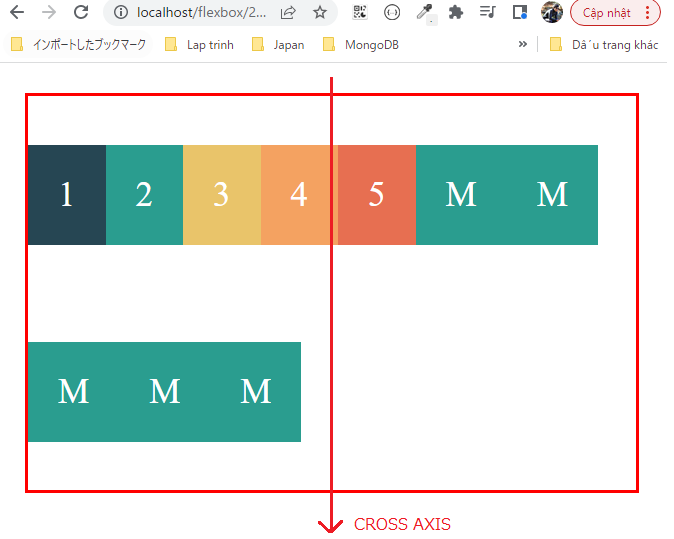 localhost/flexbox/2...
Cập nhật
インポートしたブックマーク
Lap trinh
Japan
MongoDB
»
Dấu trang khác
1 2 3 4 5 M M
M M M
CROSS AXIS